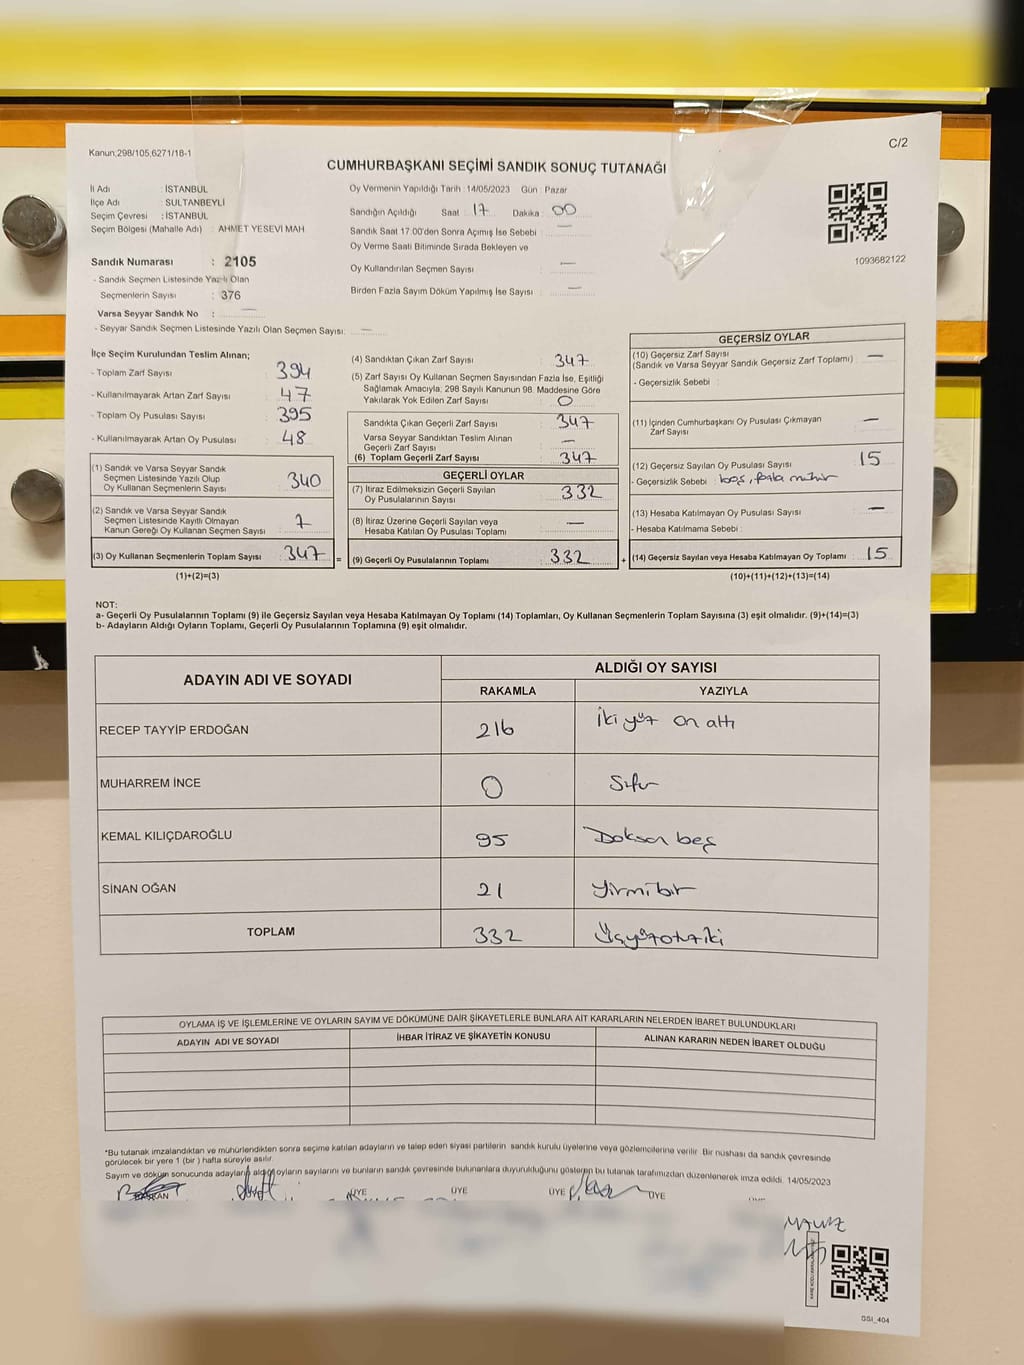 Kanun;298/105,6271/18-1
C/2
CUMHURBAŞKANI SEÇİMİ SANDIK SONUÇ TUTANAĞI
İl Adı : İSTANBUL
İlçe Adı : SULTANBEYLİ
Seçim Çevresi : İSTANBUL
Seçim Bölgesi (Mahalle Adı) : AHMET YESEVI MAH
Sandık Numarası : 2105
- Sandık Seçmen Listesinde Yazılı Olan
Seçmenlerin Sayısı : 376
Varsa Seyyar Sandık No : —
- Seyyar Sandık Seçmen Listesinde Yazılı Olan Seçmen Sayısı: —
Oy Vermenin Yapıldığı Tarih : 14/05/2023 Gün : Pazar
Sandığın Açıldığı Saat : 17 Dakika : 00
Sandık Saat 17.00'den Sonra Açımış İse Sebebi : —
Oy Verme Saati Bitiminde Sırada Bekleyen ve
Oy Kullandırılan Seçmen Sayısı : —
Birden Fazla Sayım Döküm Yapılmış İse Sayısı : —
1093682122
İlçe Seçim Kurulundan Teslim Alınan;
- Toplam Zarf Sayısı : 394
- Kullanılmayarak Artan Zarf Sayısı : 47
- Toplam Oy Pusulası Sayısı : 395
- Kullanılmayarak Artan Oy Pusulası : 48
(1) Sandık ve Varsa Seyyar Sandık
Seçmen Listesinde Yazılı Olup
Oy Kullanan Seçmenlerin Sayısı : 340
(2) Sandık ve Varsa Seyyar Sandık
Seçmen Listesinde Kayıtlı Olmayan
Kanun Gereği Oy Kullanan Seçmen Sayısı : 7
(3) Oy Kullanan Seçmenlerin Toplam Sayısı : 347 =
(1)+(2)=(3)
(4) Sandıktan Çıkan Zarf Sayısı : 347
(5) Zarf Sayısı Oy Kullanan Seçmen Sayısından Fazla İse, Eşitliği
Sağlamak Amacıyla; 298 Sayılı Kanunun 98. Maddesine Göre
Yakılarak Yok Edilen Zarf Sayısı : 0
Sandıkta Çıkan Geçerli Zarf Sayısı : 347
Varsa Seyyar Sandıktan Teslim Alınan
Geçerli Zarf Sayısı : —
(6) Toplam Geçerli Zarf Sayısı : 347
GEÇERLİ OYLAR
(7) İtiraz Edilmeksizin Geçerli Sayılan
Oy Pusulalarının Sayısı : 332
(8) İtiraz Üzerine Geçerli Sayılan veya
Hesaba Katılan Oy Pusulası Toplamı : —
(9) Geçerli Oy Pusulalarının Toplamı : 332 +
GEÇERSİZ OYLAR
(10) Geçersiz Zarf Sayısı
(Sandık ve Varsa Seyyar Sandık Geçersiz Zarf Toplamı) : —
- Geçersizlik Sebebi :
(11) İçinden Cumhurbaşkanı Oy Pusulası Çıkmayan
Zarf Sayısı : —
(12) Geçersiz Sayılan Oy Pusulası Sayısı : 15
- Geçersizlik Sebebi : boş, fazla mühür
(13) Hesaba Katılmayan Oy Pusulası Sayısı : —
- Hesaba Katılmama Sebebi :
(14) Geçersiz Sayılan veya Hesaba Katılmayan Oy Toplamı : 15
(10)+(11)+(12)+(13)=(14)
NOT:
a- Geçerli Oy Pusulalarının Toplamı (9) ile Geçersiz Sayılan veya Hesaba Katılmayan Oy Toplamı (14) Toplamları, Oy Kullanan Seçmenlerin Toplam Sayısına (3) eşit olmalıdır. (9)+(14)=(3)
b- Adayların Aldığı Oyların Toplamı, Geçerli Oy Pusulalarının Toplamına (9) eşit olmalıdır.
ADAYIN ADI VE SOYADI ALDIĞI OY SAYISI
RAKAMLA YAZIYLA
RECEP TAYYİP ERDOĞAN 216 İki yüz on altı
MUHARREM İNCE 0 Sıfır
KEMAL KILIÇDAROĞLU 95 Doksan beş
SİNAN OĞAN 21 Yirmibir
TOPLAM 332 Üçyüzotuziki
OYLAMA İŞ VE İŞLEMLERİNE VE OYLARIN SAYIM VE DÖKÜMÜNE DAİR ŞİKAYETLERLE BUNLARA AİT KARARLARIN NELERDEN İBARET BULUNDUKLARI
ADAYIN ADI VE SOYADI İHBAR İTİRAZ VE ŞİKAYETİN KONUSU ALINAN KARARIN NEDEN İBARET OLDUĞU
*Bu tutanak imzalandıktan ve mühürlendikten sonra seçime katılan adayların ve talep eden siyasi partilerin sandık kurulu üyelerine veya gözlemcilerine verilir. Bir nüshası da sandık çevresinde
görülecek bir yere 1 (bir ) hafta süreyle asılır.
Sayım ve döküm sonucunda adayların aldığı oyların sayılarını ve bunların sandık çevresinde bulunanlara duyurulduğunu gösteren bu tutanak tarafımızdan düzenlenerek imza edildi. 14/05/2023
BAŞKAN ÜYE ÜYE ÜYE ÜYE